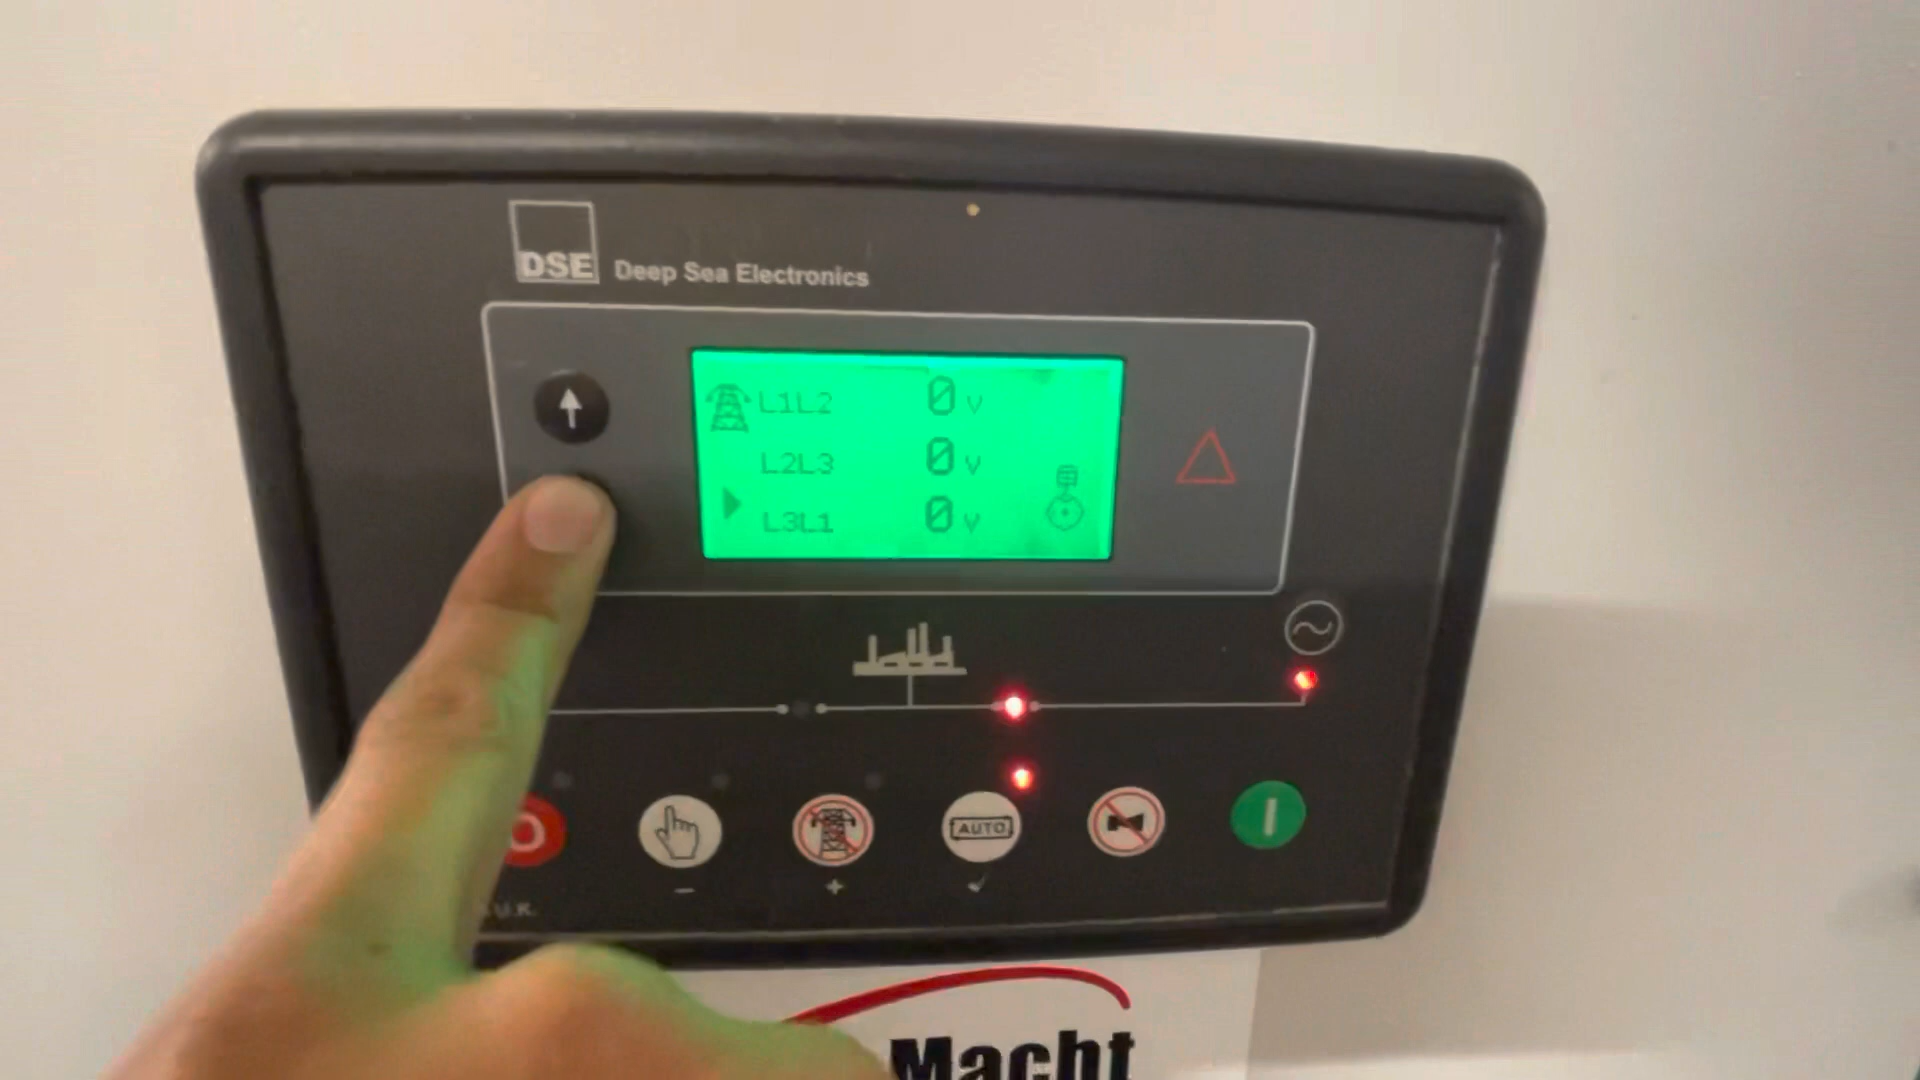 DSE Deep Sea Electronics
L1L2 0 V
L2L3 0 V
L3L1 0 V
AUTO
U.K.
Macht